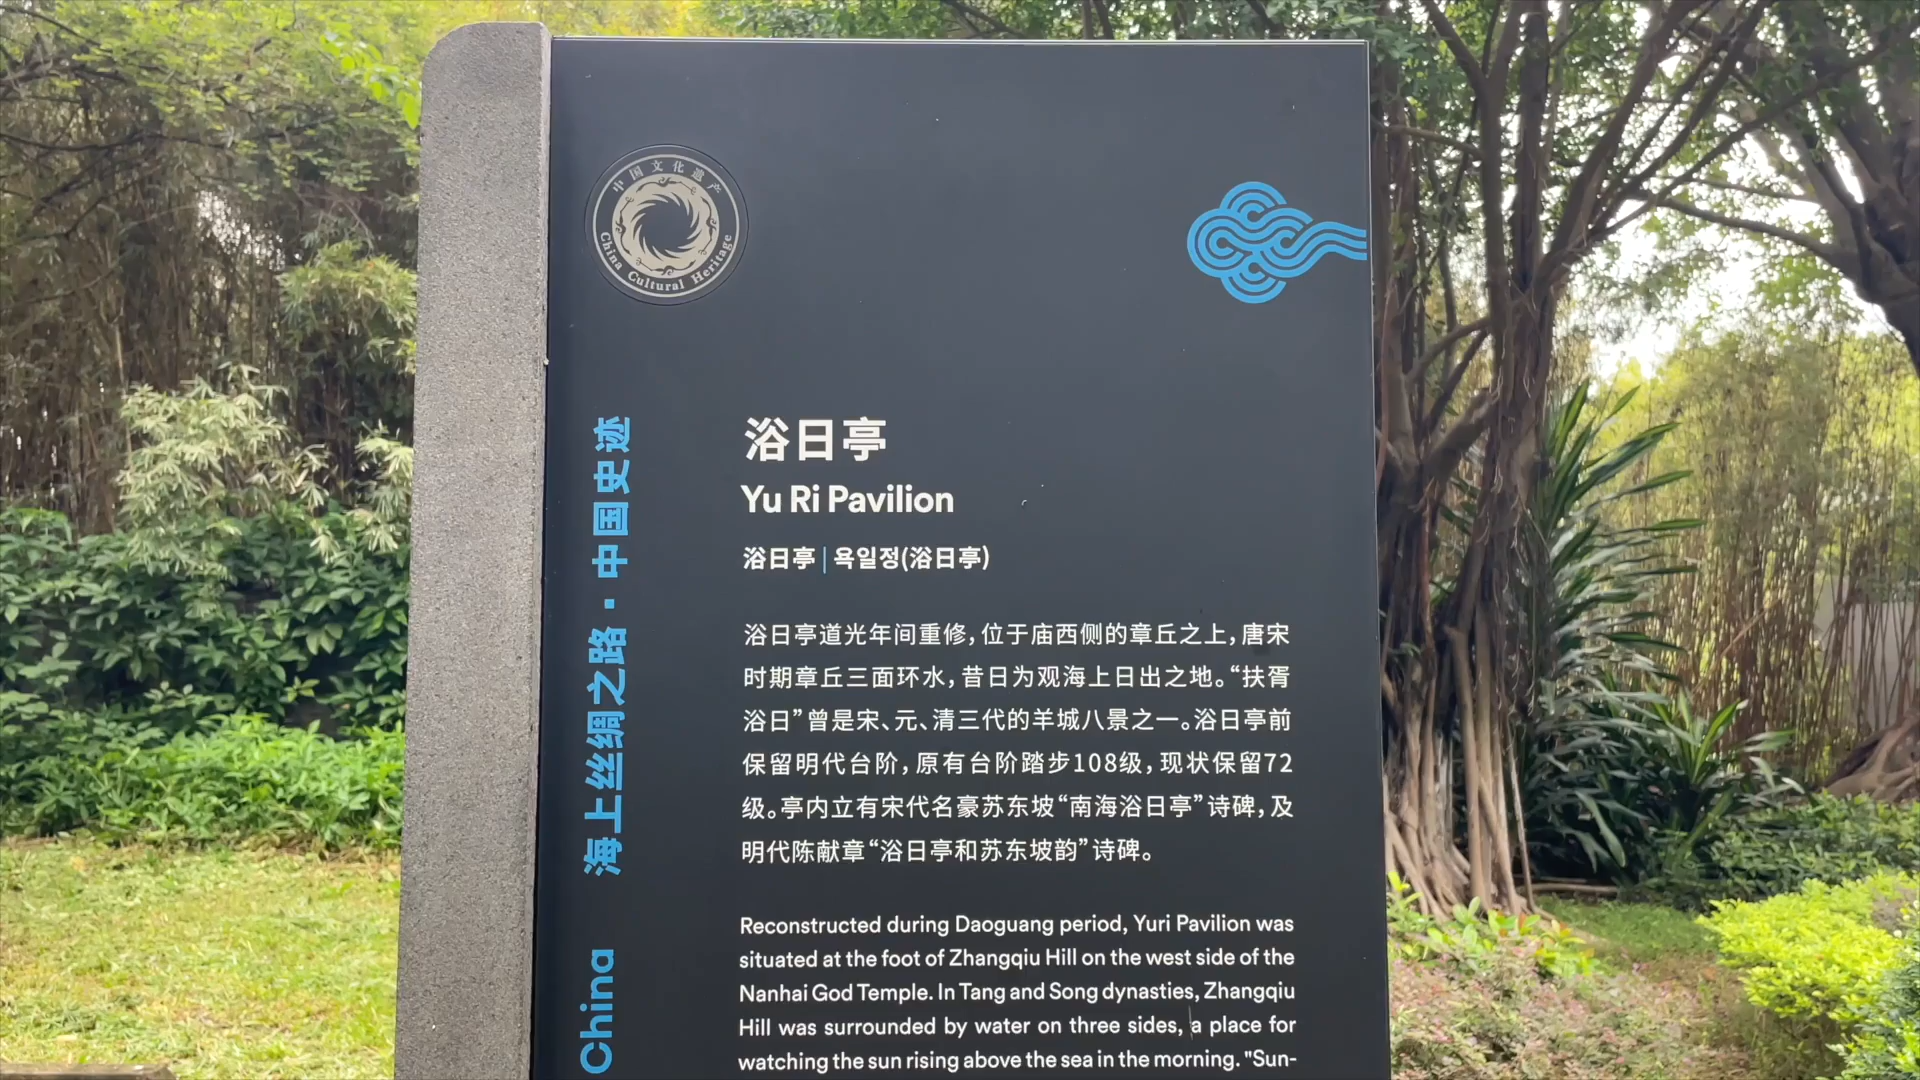 中国文化遗产
China Cultural Heritage
海上丝绸之路·中国史迹
China
浴日亭
Yu Ri Pavilion
浴日亭|욕일정(浴日亭)
浴日亭道光年间重修,位于庙西侧的章丘之上,唐宋
时期章丘三面环水,昔日为观海上日出之地。“扶胥
浴日”曾是宋、元、清三代的羊城八景之一。浴日亭前
保留明代台阶,原有台阶踏步108级,现状保留72
级。亭内立有宋代名豪苏东坡“南海浴日亭”诗碑,及
明代陈献章“浴日亭和苏东坡韵”诗碑。
Reconstructed during Daoguang period, Yuri Pavilion was
situated at the foot of Zhangqiu Hill on the west side of the
Nanhai God Temple. In Tang and Song dynasties, Zhangqiu
Hill was surrounded by water on three sides, a place for
watching the sun rising above the sea in the morning. "Sun-